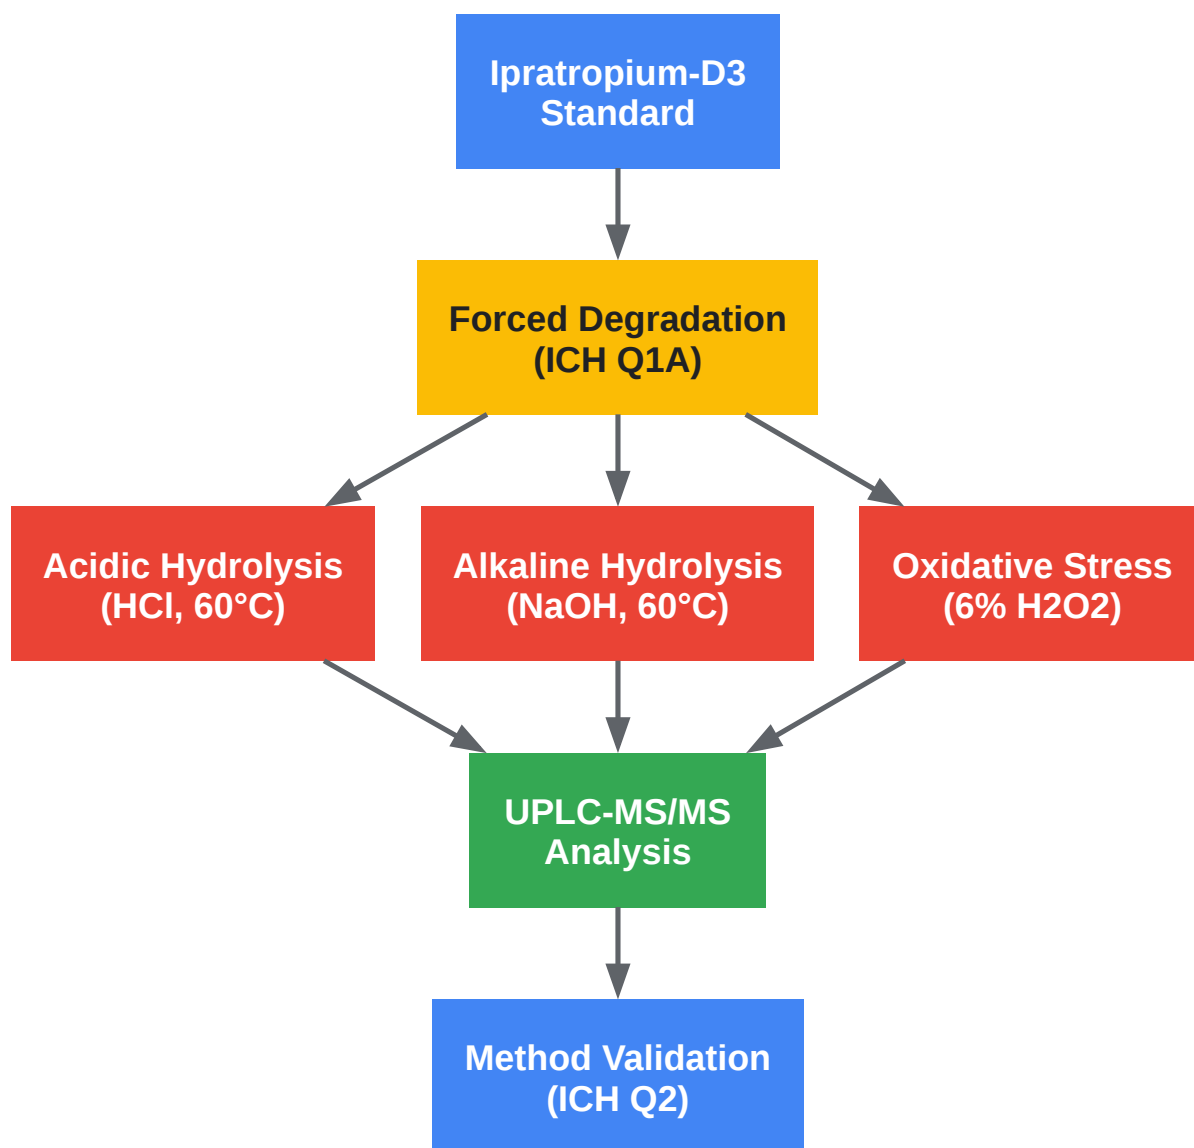 Ipratropium-D3
Standard
Forced Degradation
(ICH Q1A)
Acidic Hydrolysis
(HCl, 60°C)
Alkaline Hydrolysis
(NaOH, 60°C)
Oxidative Stress
(6% H2O2)
UPLC-MS/MS
Analysis
Method Validation
(ICH Q2)